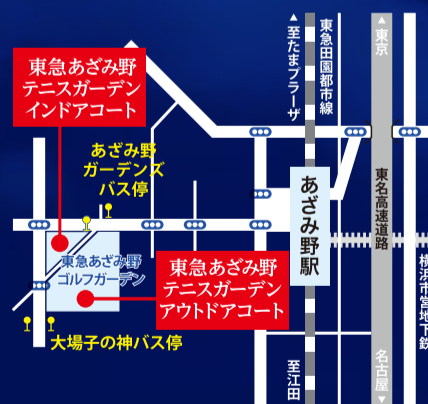 東急あざみ野
テニスガーデン
インドアコート
▲至たまプラーザ
東急田園都市線
▲東京
あざみ野
ガーデンズ
バス停
あざみ野駅
東名高速道路
東急あざみ野
ゴルフガーデン
東急あざみ野
テニスガーデン
アウトドアコート
横浜市営地下鉄
大場子の神バス停
至江田
名古屋▼